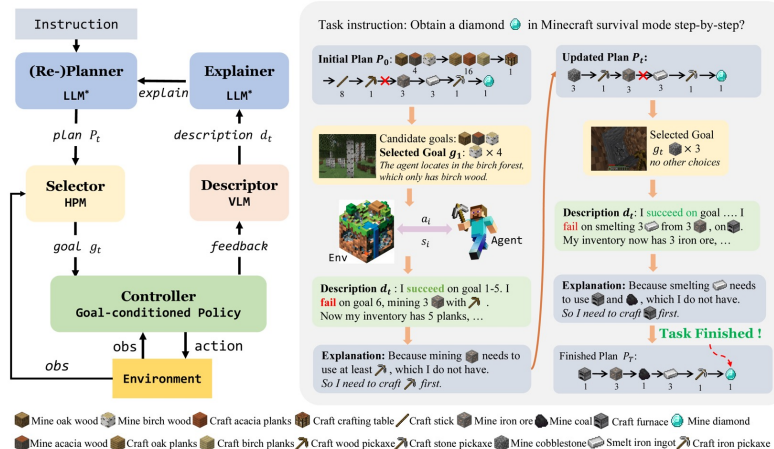 Instruction
(Re-)Planner
LLM*
Explainer
LLM*
explain
plan Pt
description dt
Selector
HPM
Descriptor
VLM
goal gt
feedback
Controller
Goal-conditioned Policy
obs
action
obs
Environment
Task instruction: Obtain a diamond in Minecraft survival mode step-by-step?
Initial Plan P0:
4 16 1
8 1 3 3 1 1
Candidate goals:
Selected Goal g1: × 4
The agent locates in the birch forest,
which only has birch wood.
Env
ai
si
Agent
Description dt : I succeed on goal 1-5. I
fail on goal 6, mining 3 with .
Now my inventory has 5 planks, …
Explanation: Because mining needs to
use at least , which I do not have.
So I need to craft first.
Updated Plan Pt:
3 1 3 3 1 1
Selected Goal
gt × 3
no other choices
Description dt: I succeed on goal …. I
fail on smelting 3 from 3 , on .
My inventory now has 3 iron ore, …
Explanation: Because smelting needs
to use and , which I do not have.
So I need to craft first.
Task Finished !
Finished Plan PT
1 3 1 3 1 1
Mine oak wood Mine birch wood Craft acacia planks Craft crafting table Craft stick Mine iron ore Mine coal Craft furnace Mine diamond
Mine acacia wood Craft oak planks Craft birch planks Craft wood pickaxe Craft stone pickaxe Mine cobblestone Smelt iron ingot Craft iron pickaxe